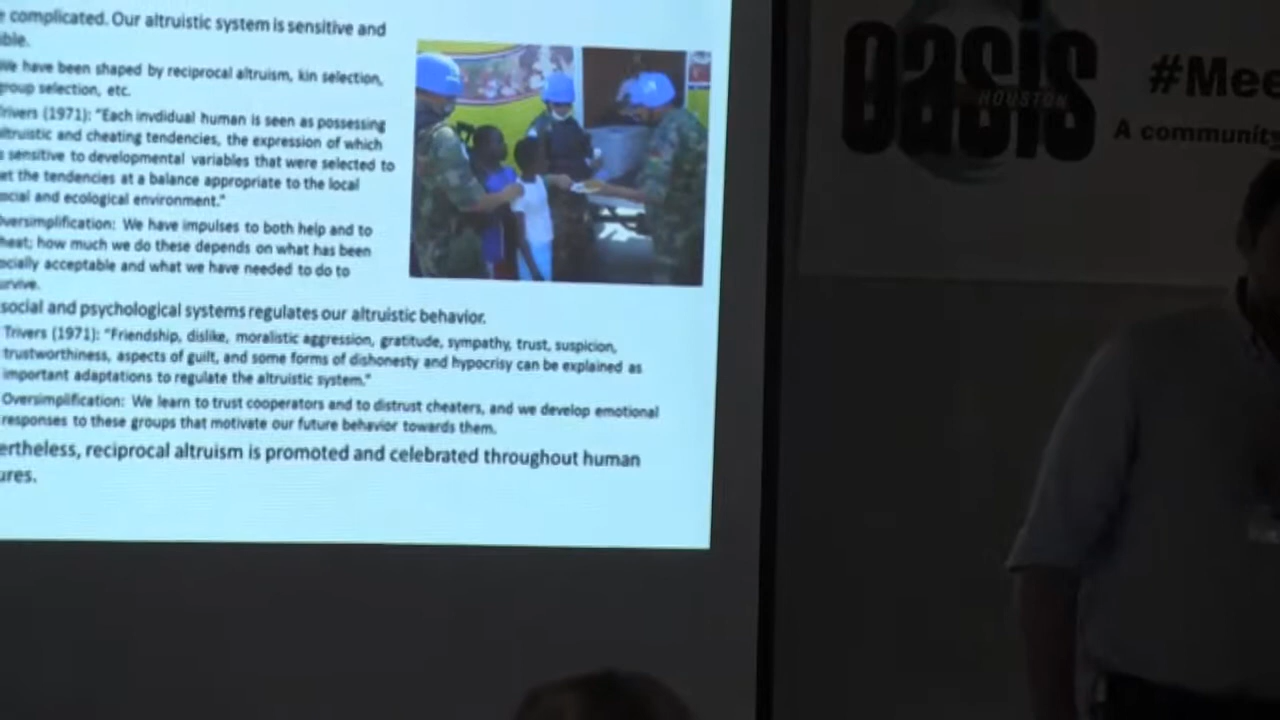 complicated. Our altruistic system is sensitive and
ble.
We have been shaped by reciprocal altruism, kin selection,
group selection, etc.
Trivers (1971): “Each invdidual human is seen as possessing
altruistic and cheating tendencies, the expression of which
s sensitive to developmental variables that were selected to
et the tendencies at a balance appropriate to the local
ocial and ecological environment.”
Oversimplification: We have impulses to both help and to
heat; how much we do these depends on what has been
ocially acceptable and what we have needed to do to
urvive.
social and psychological systems regulates our altruistic behavior.
Trivers (1971): “Friendship, dislike, moralistic aggression, gratitude, sympathy, trust, suspicion,
trustworthiness, aspects of guilt, and some forms of dishonesty and hypocrisy can be explained as
important adaptations to regulate the altruistic system.”
Oversimplification: We learn to trust cooperators and to distrust cheaters, and we develop emotional
responses to these groups that motivate our future behavior towards them.
ertheless, reciprocal altruism is promoted and celebrated throughout human
ures.
oasis
HOUSTON
#Mee
A community